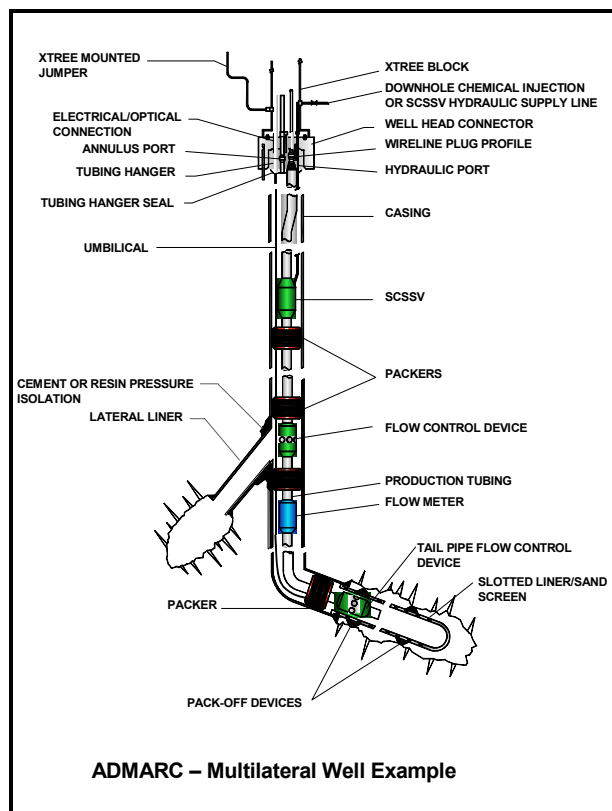 XTREE MOUNTED
JUMPER
XTREE BLOCK
DOWNHOLE CHEMICAL INJECTION
OR SCSSV HYDRAULIC SUPPLY LINE
ELECTRICAL/OPTICAL
CONNECTION
WELL HEAD CONNECTOR
ANNULUS PORT
WIRELINE PLUG PROFILE
TUBING HANGER
HYDRAULIC PORT
TUBING HANGER SEAL
CASING
UMBILICAL
SCSSV
PACKERS
CEMENT OR RESIN PRESSURE
ISOLATION
LATERAL LINER
FLOW CONTROL DEVICE
PRODUCTION TUBING
FLOW METER
TAIL PIPE FLOW CONTROL
DEVICE
SLOTTED LINER/SAND
SCREEN
PACKER
PACK-OFF DEVICES
ADMARC – Multilateral Well Example